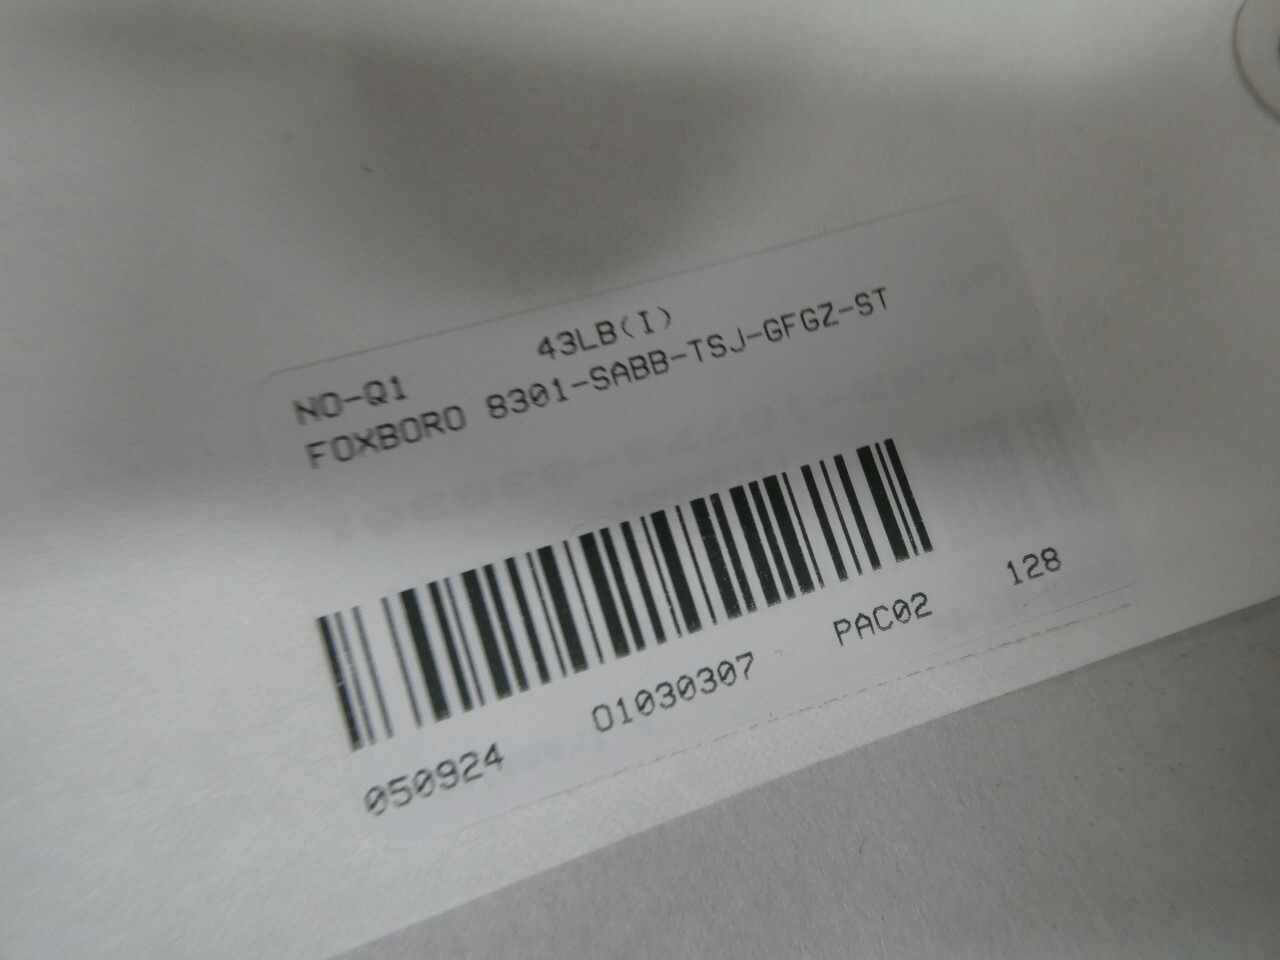 NO-Q1 43LB(I)
FOXBORO 8301-SABB-TSJ-GFGZ-ST
050924 01030307 PAC02 128